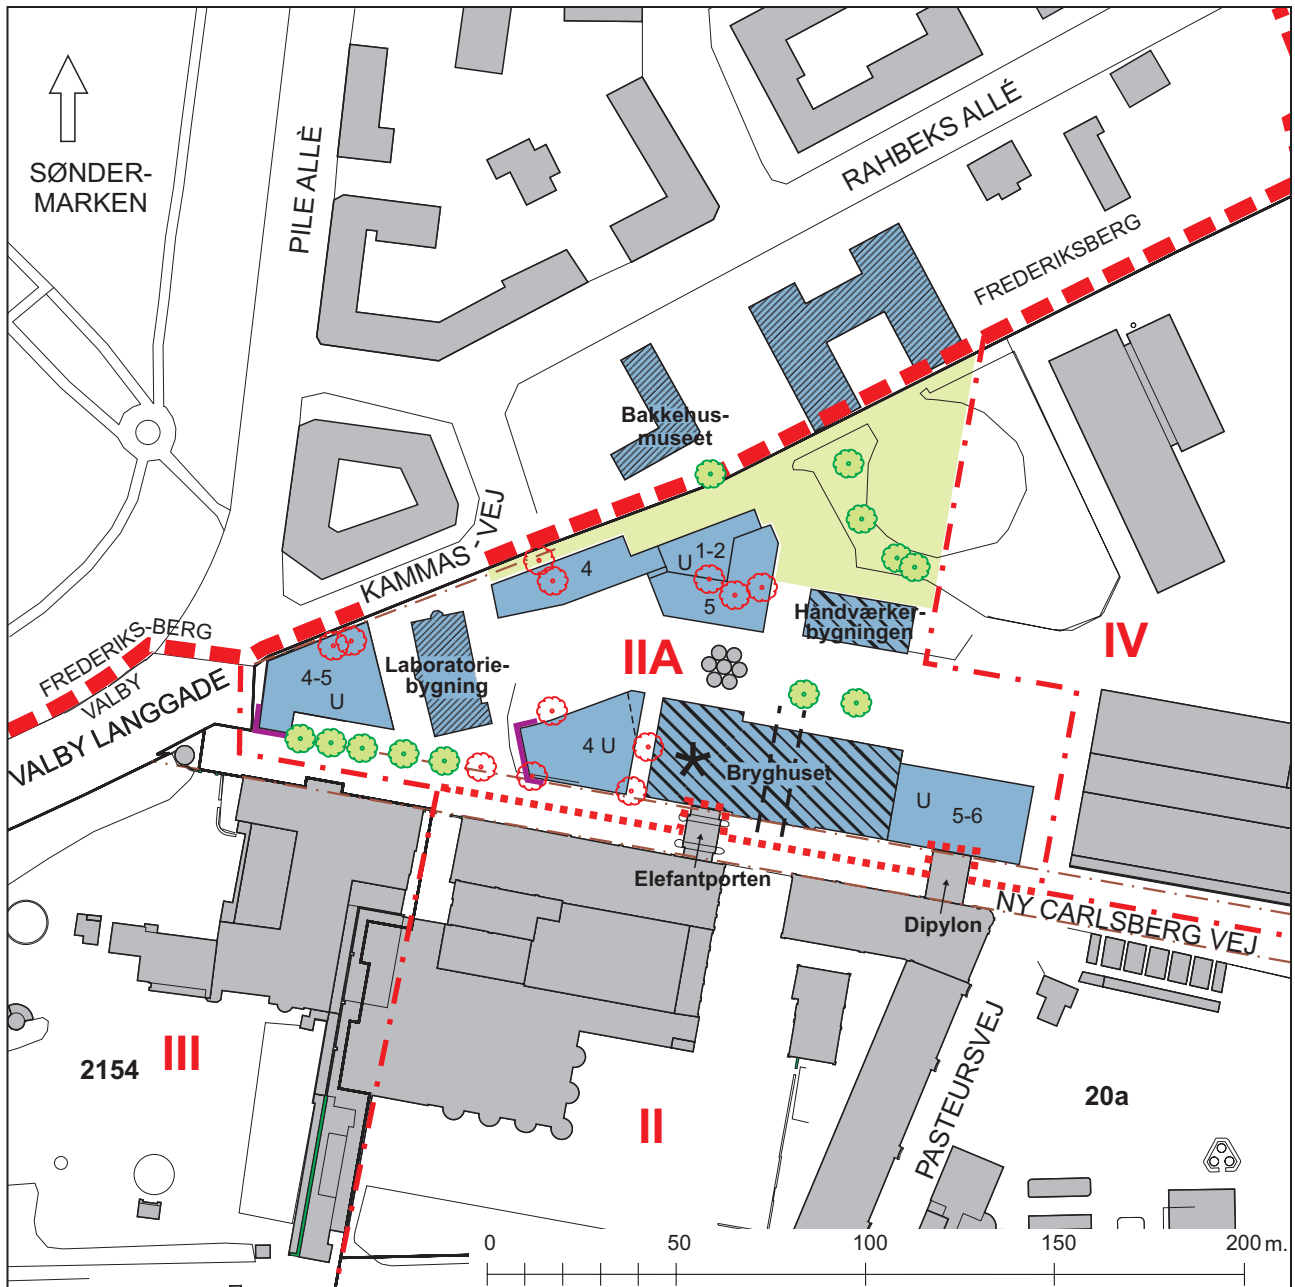 SØNDER-
MARKEN
PILE ALLÈ
RAHBEKS ALLÉ
FREDERIKSBERG
Bakkehus-
museet
KAMMAS - VEJ
4
U
1-2
5
Håndværker-
bygningen
IIA
IV
FREDERIKS-BERG
VALBY
VALBY LANGGADE
4-5
U
Laboratorie-
bygning
4 U
Bryghuset
U
5-6
Elefantporten
Dipylon
NY CARLSBERG VEJ
2154
III
II
PASTEURSVEJ
20a
0
50
100
150
200 m.